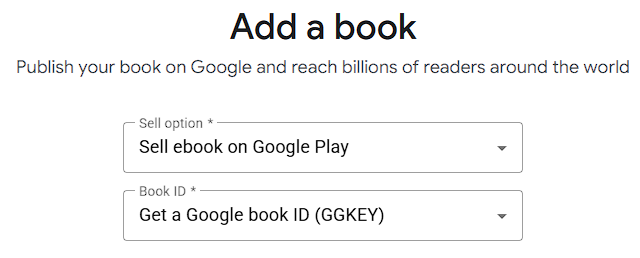 Add a book
Publish your book on Google and reach billions of readers around the world
Sell option *
Sell ebook on Google Play
Book ID *
Get a Google book ID (GGKEY)